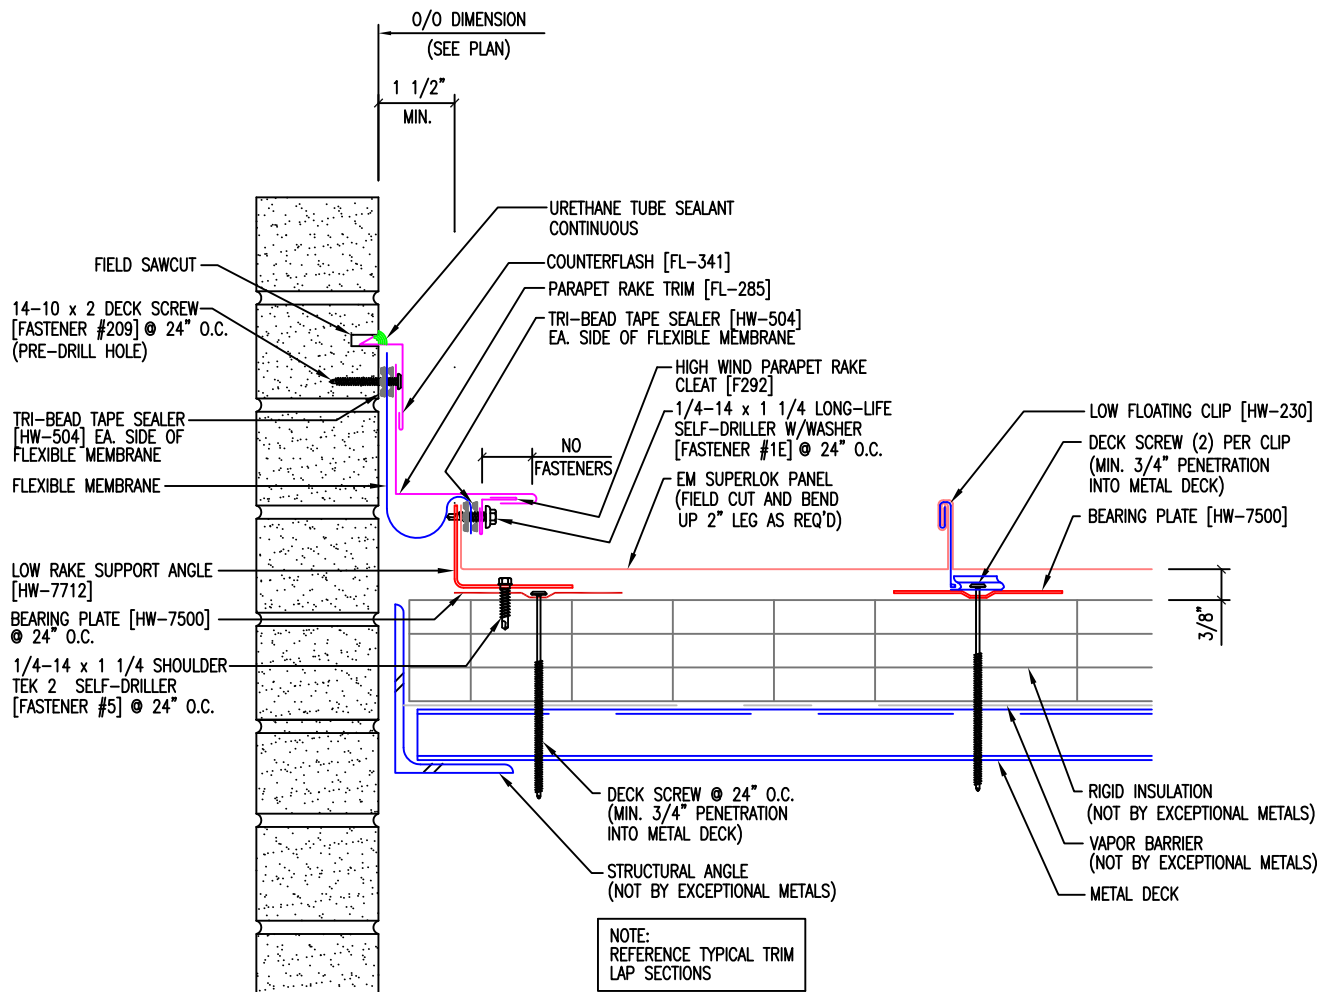 O/O DIMENSION
(SEE PLAN)
1 1/2"
MIN.
URETHANE TUBE SEALANT
CONTINUOUS
FIELD SAWCUT
COUNTERFLASH [FL-341]
PARAPET RAKE TRIM [FL-285]
14-10 x 2 DECK SCREW
[FASTENER #209] @ 24" O.C.
(PRE-DRILL HOLE)
TRI-BEAD TAPE SEALER [HW-504]
EA. SIDE OF FLEXIBLE MEMBRANE
HIGH WIND PARAPET RAKE
CLEAT [F292]
1/4-14 x 1 1/4 LONG-LIFE
SELF-DRILLER W/WASHER
[FASTENER #1E] @ 24" O.C.
TRI-BEAD TAPE SEALER
[HW-504] EA. SIDE OF
FLEXIBLE MEMBRANE
NO
FASTENERS
LOW FLOATING CLIP [HW-230]
DECK SCREW (2) PER CLIP
(MIN. 3/4" PENETRATION
INTO METAL DECK)
FLEXIBLE MEMBRANE
EM SUPERLOK PANEL
(FIELD CUT AND BEND
UP 2" LEG AS REQ'D)
BEARING PLATE [HW-7500]
LOW RAKE SUPPORT ANGLE
[HW-7712]
BEARING PLATE [HW-7500]
@ 24" O.C.
3/8"
1/4-14 x 1 1/4 SHOULDER
TEK 2 SELF-DRILLER
[FASTENER #5] @ 24" O.C.
DECK SCREW @ 24" O.C.
(MIN. 3/4" PENETRATION
INTO METAL DECK)
RIGID INSULATION
(NOT BY EXCEPTIONAL METALS)
VAPOR BARRIER
(NOT BY EXCEPTIONAL METALS)
STRUCTURAL ANGLE
(NOT BY EXCEPTIONAL METALS)
METAL DECK
NOTE:
REFERENCE TYPICAL TRIM
LAP SECTIONS